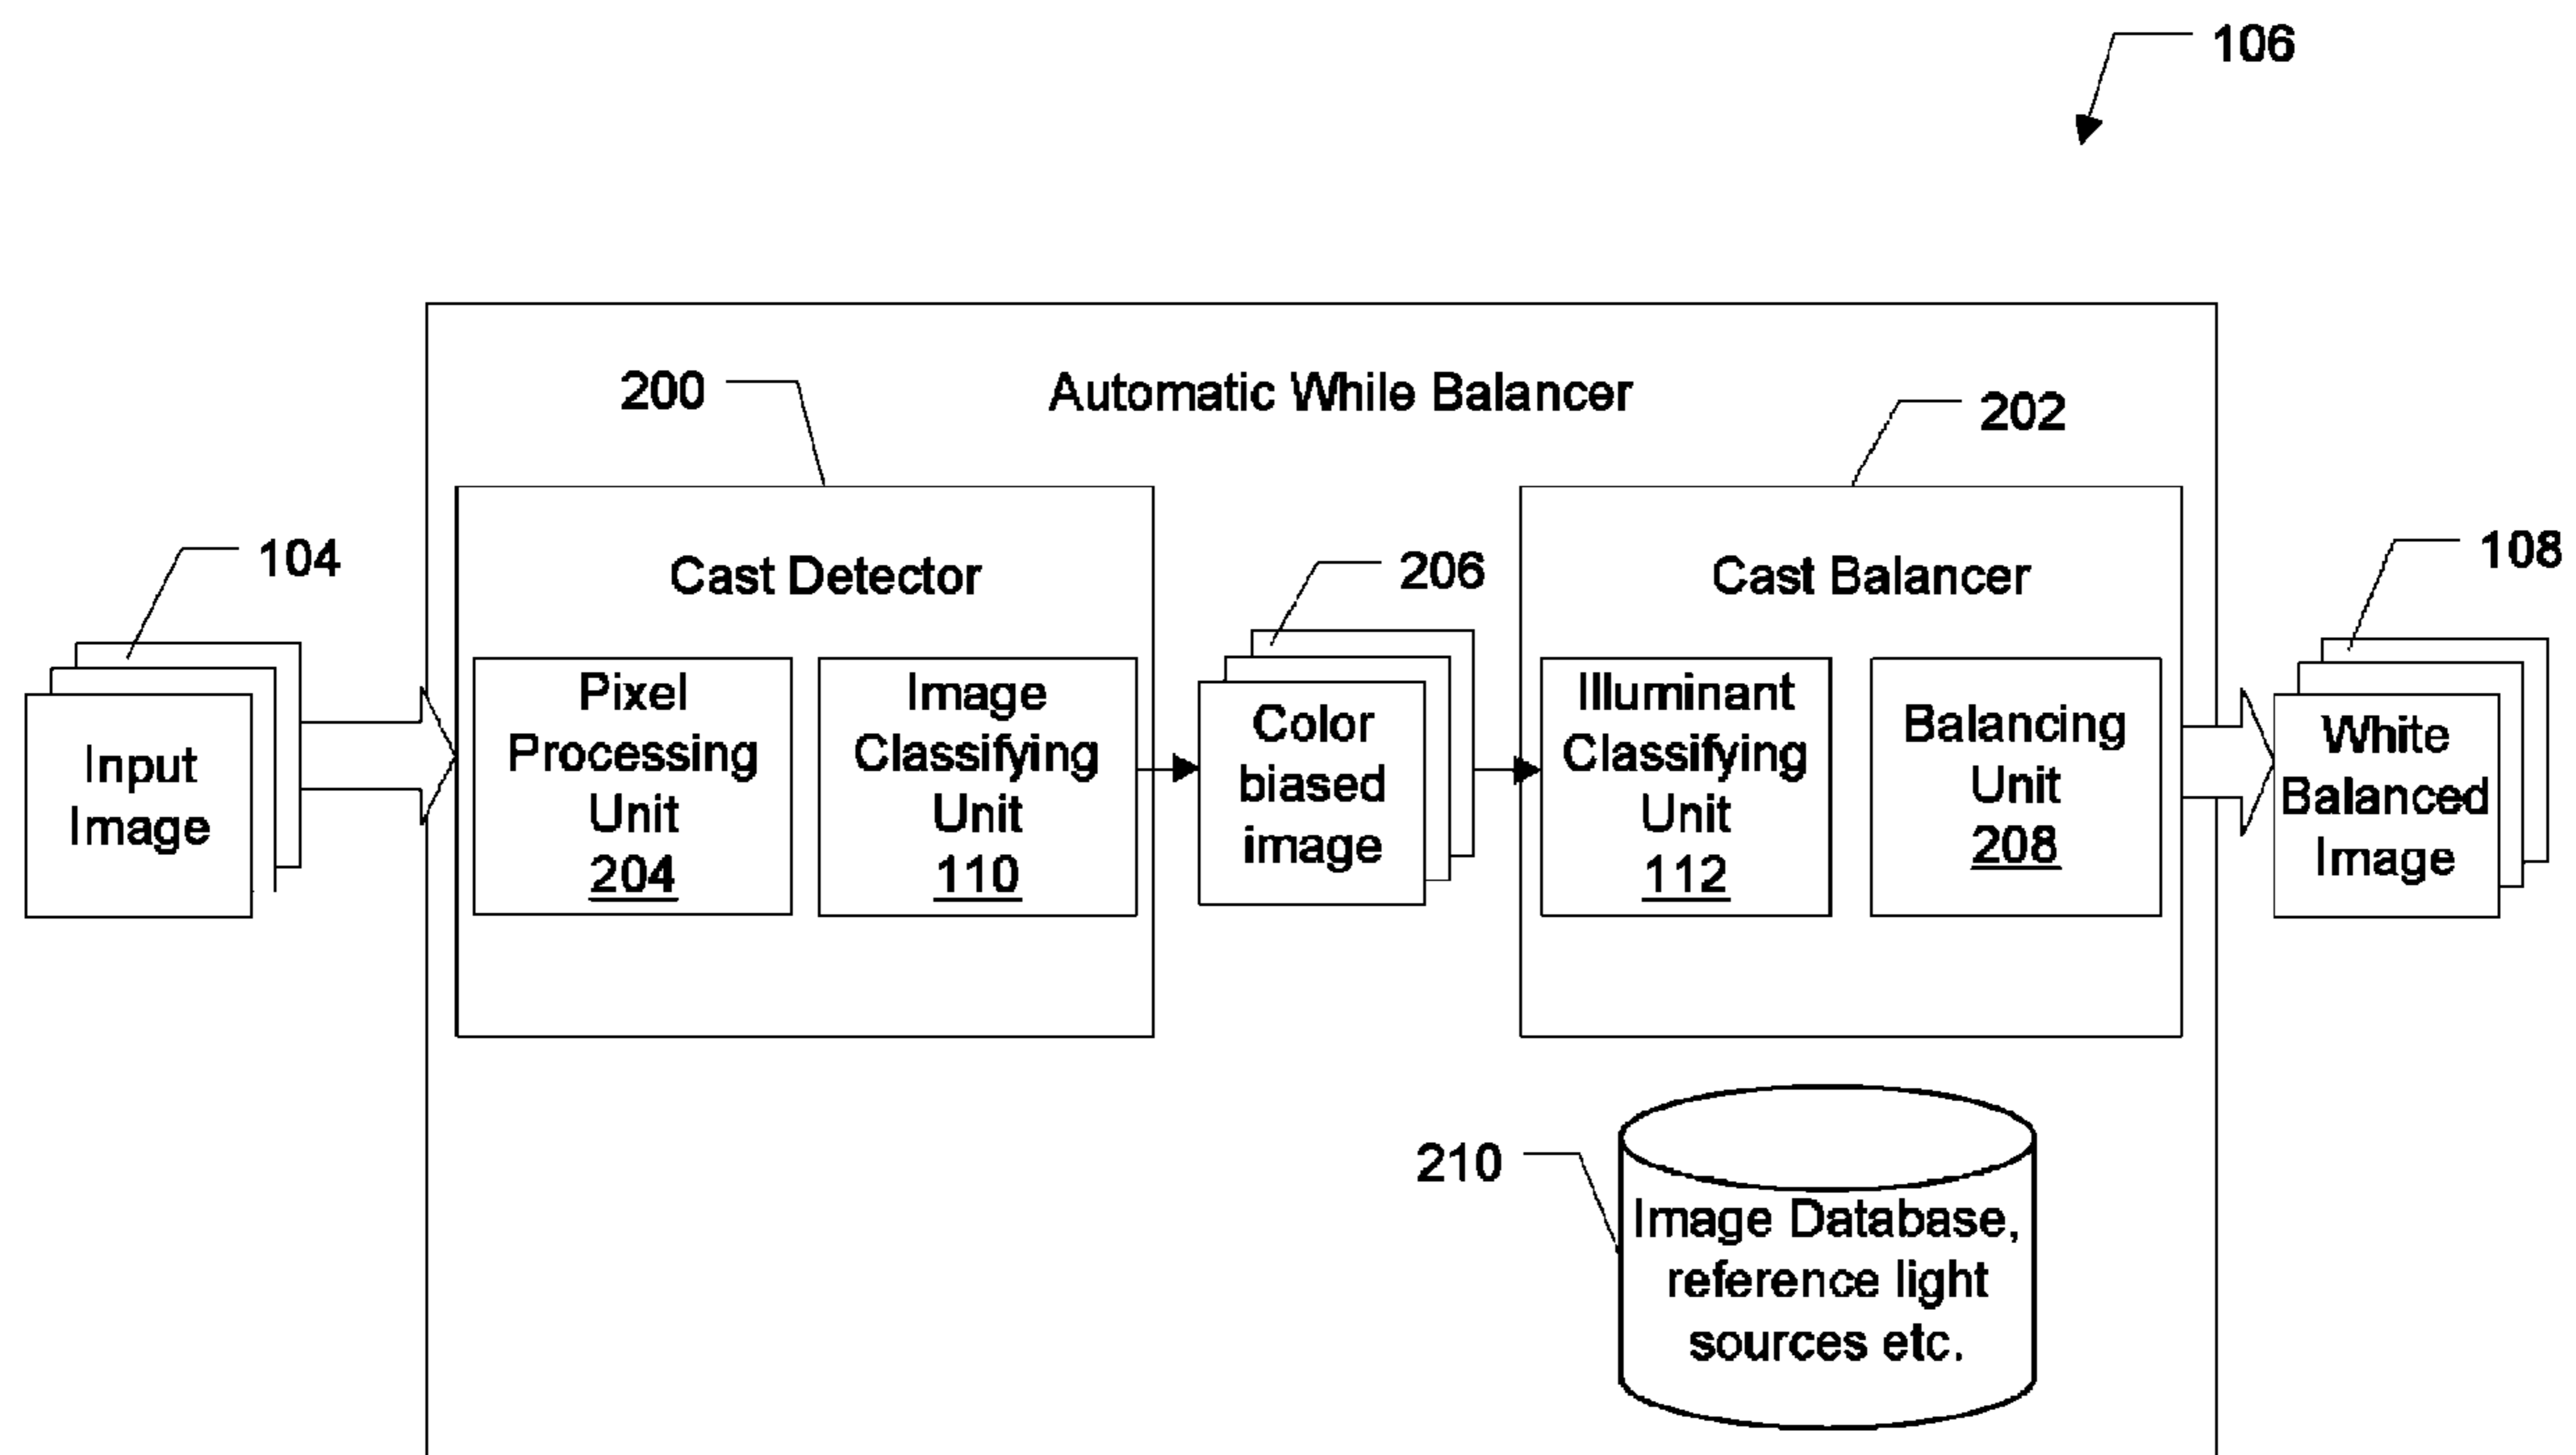 106
Automatic While Balancer
200
202
104
Cast Detector
206
Cast Balancer
108
Input
Image
Pixel
Processing
Unit
204
Image
Classifying
Unit
110
Color
biased
image
Illuminant
Classifying
Unit
112
Balancing
Unit
208
White
Balanced
Image
210
Image Database,
reference light
sources etc.